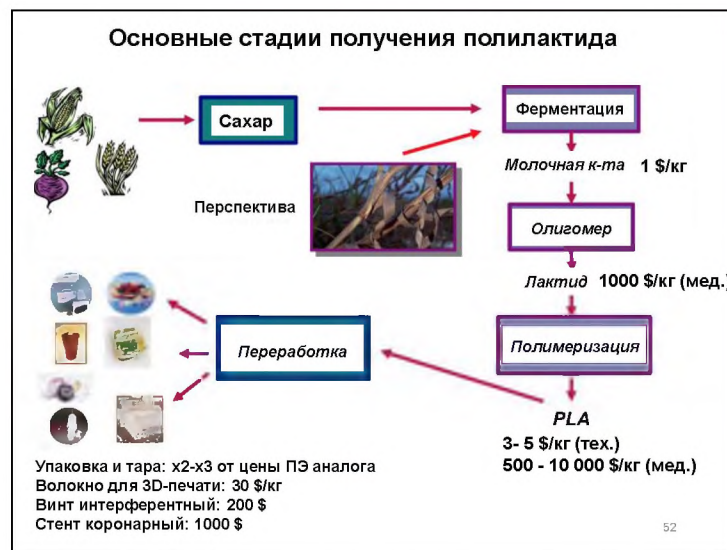 Основные стадии получения полилактида
Сахар
Ферментация
Молочная к-та 1 $/кг
Перспектива
Олигомер
Лактид 1000 $/кг (мед.)
Переработка
Полимеризация
PLA
3- 5 $/кг (тех.)
500 - 10 000 $/кг (мед.)
Упаковка и тара: х2-х3 от цены ПЭ аналога
Волокно для 3D-печати: 30 $/кг
Винт интерферентный: 200 $
Стент коронарный: 1000 $
52